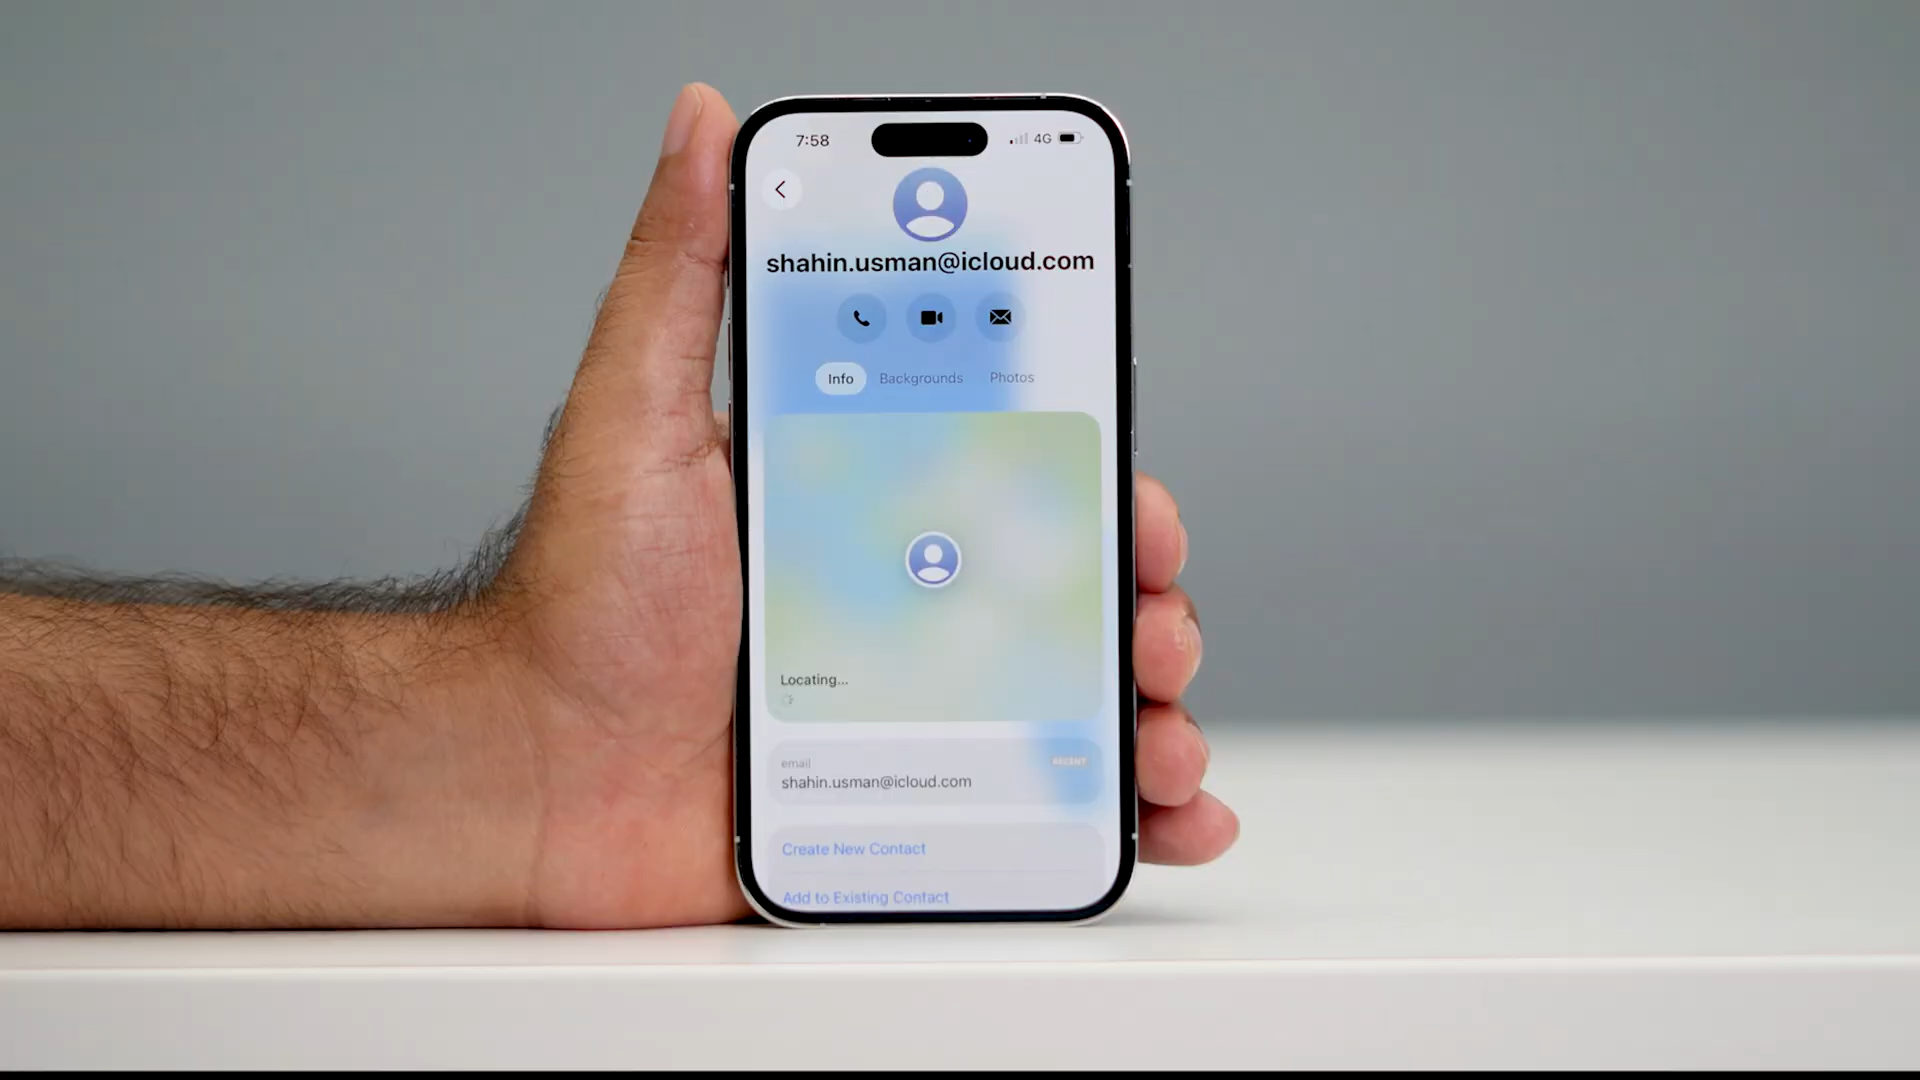 7:58
4G
shahin.usman@icloud.com
Info Backgrounds Photos
Locating...
email RECENT
shahin.usman@icloud.com
Create New Contact
Add to Existing Contact